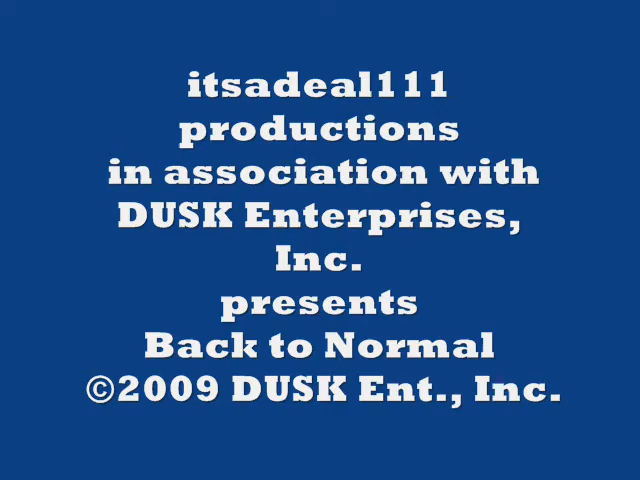 itsadeal111
productions
in association with
DUSK Enterprises,
Inc.
presents
Back to Normal
©2009 DUSK Ent., Inc.